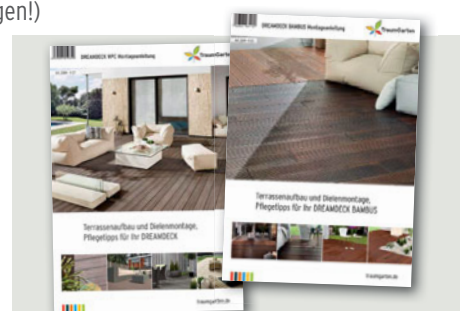 gen!)
DREAMDECK WPC Montageanleitung
TraumGarten
Terrassenaufbau und Dielenmontage,
Pflegetipps für Ihr DREAMDECK
traumgarten.de
DREAMDECK BAMBUS Montageanleitung
TraumGarten
Terrassenaufbau und Dielenmontage,
Pflegetipps für Ihr DREAMDECK BAMBUS
traumgarten.de